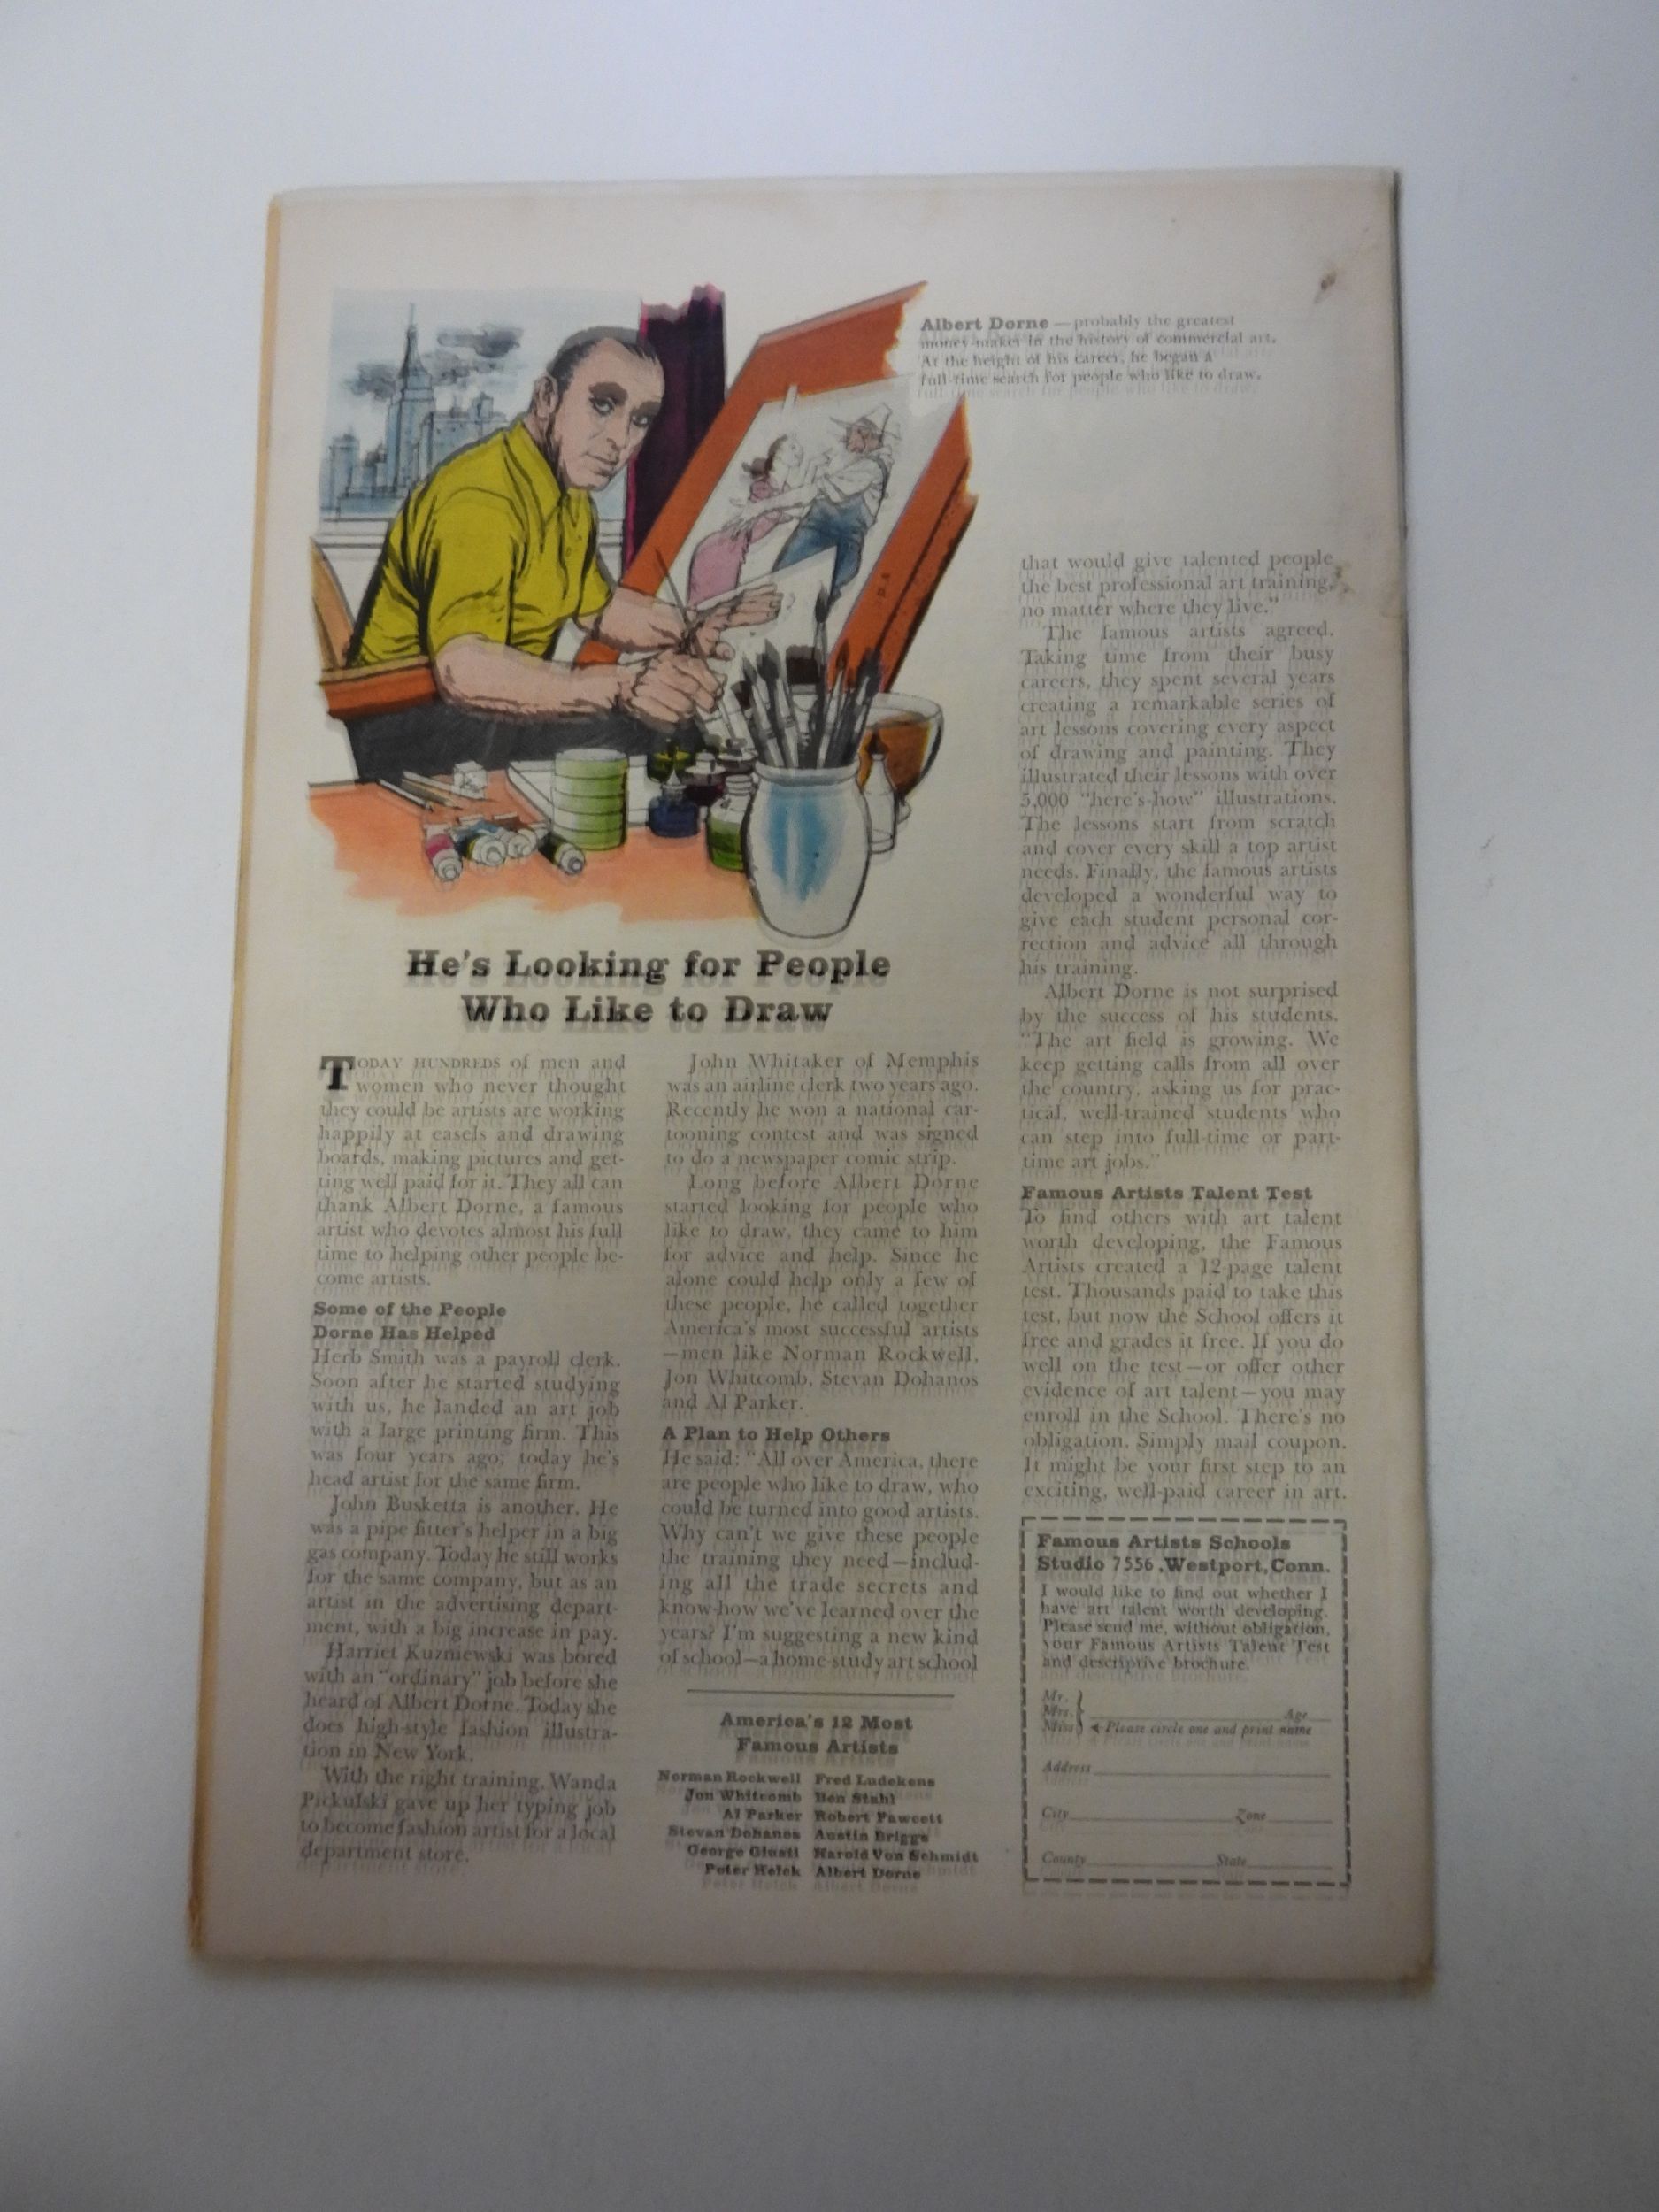 Albert Dorne — probably the greatest
money-maker in the history of commercial art.
At the height of his career, he began a
full-time search for people who like to draw.
D.A
He's Looking for People
Who Like to Draw
TODAY HUNDREDS of men and
women who never thought
they could be artists are working
happily at easels and drawing
boards, making pictures and get-
ting well paid for it. They all can
thank Albert Dorne, a famous
artist who devotes almost his full
time to helping other people be-
come artists.
Some of the People
Dorne Has Helped
Herb Smith was a payroll clerk.
Soon after he started studying
with us, he landed an art job
with a large printing firm. This
was four years ago; today he's
head artist for the same firm.
John Busketta is another. He
was a pipe fitter's helper in a big
gas company. Today he still works
for the same company, but as an
artist in the advertising depart-
ment, with a big increase in pay.
Harriet Kuzniewski was bored
with an "ordinary" job before she
heard of Albert Dorne. Today she
does high-style fashion illustra-
tion in New York.
With the right training, Wanda
Pickulski gave up her typing job
to become fashion artist for a local
department store.
John Whitaker of Memphis
was an airline clerk two years ago.
Recently he won a national car-
tooning contest and was signed
to do a newspaper comic strip.
Long before Albert Dorne
started looking for people who
like to draw, they came to him
for advice and help. Since he
alone could help only a few of
these people, he called together
America's most successful artists
—men like Norman Rockwell,
Jon Whitcomb, Stevan Dohanos
and Al Parker.
A Plan to Help Others
He said: "All over America, there
are people who like to draw, who
could be turned into good artists.
Why can't we give these people
the training they need—includ-
ing all the trade secrets and
know-how we've learned over the
years? I'm suggesting a new kind
of school—a home-study art school
America's 12 Most
Famous Artists
Norman Rockwell Fred Ludekens
Jon Whitcomb Ben Stahl
Al Parker Robert Fawcett
Stevan Dohanos Austin Briggs
George Giusti Harold Von Schmidt
Peter Helck Albert Dorne
that would give talented people
the best professional art training,
no matter where they live."
The famous artists agreed.
Taking time from their busy
careers, they spent several years
creating a remarkable series of
art lessons covering every aspect
of drawing and painting. They
illustrated their lessons with over
5,000 "here's-how" illustrations.
The lessons start from scratch
and cover every skill a top artist
needs. Finally, the famous artists
developed a wonderful way to
give each student personal cor-
rection and advice all through
his training.
Albert Dorne is not surprised
by the success of his students.
"The art field is growing. We
keep getting calls from all over
the country, asking us for prac-
tical, well-trained students who
can step into full-time or part-
time art jobs."
Famous Artists Talent Test
To find others with art talent
worth developing, the Famous
Artists created a 12-page talent
test. Thousands paid to take this
test, but now the School offers it
free and grades it free. If you do
well on the test—or offer other
evidence of art talent—you may
enroll in the School. There's no
obligation. Simply mail coupon.
It might be your first step to an
exciting, well-paid career in art.
Famous Artists Schools
Studio 7556, Westport, Conn.
I would like to find out whether I
have art talent worth developing.
Please send me, without obligation,
your Famous Artists Talent Test
and descriptive brochure.
Mr.
Mrs. Age
Miss Please circle one and print name
Address
City Zone
County State